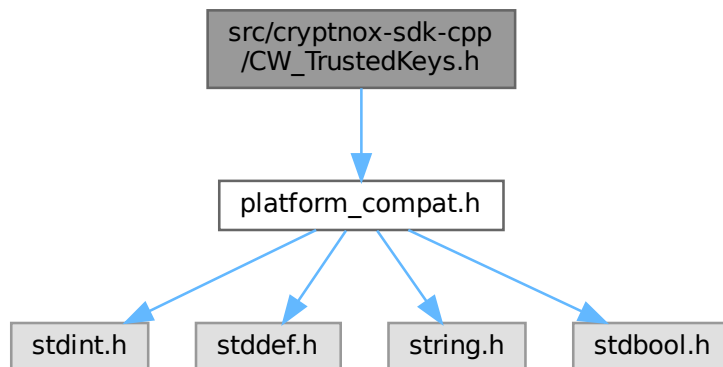 src/cryptnox-sdk-cpp
/CW_TrustedKeys.h
platform_compat.h
stdint.h
stddef.h
string.h
stdbool.h